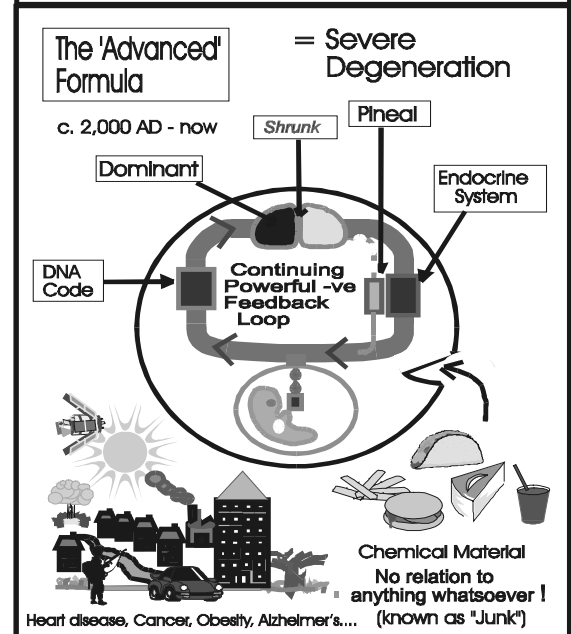 The 'Advanced'
Formula
= Severe
Degeneration
c. 2,000 AD - now
Shrunk
Pineal
Dominant
Endocrine
System
DNA
Code
Continuing
Powerful -ve
Feedback
Loop
Chemical Material
No relation to
anything whatsoever !
(known as "Junk")
Heart disease, Cancer, Obesity, Alzheimer's....